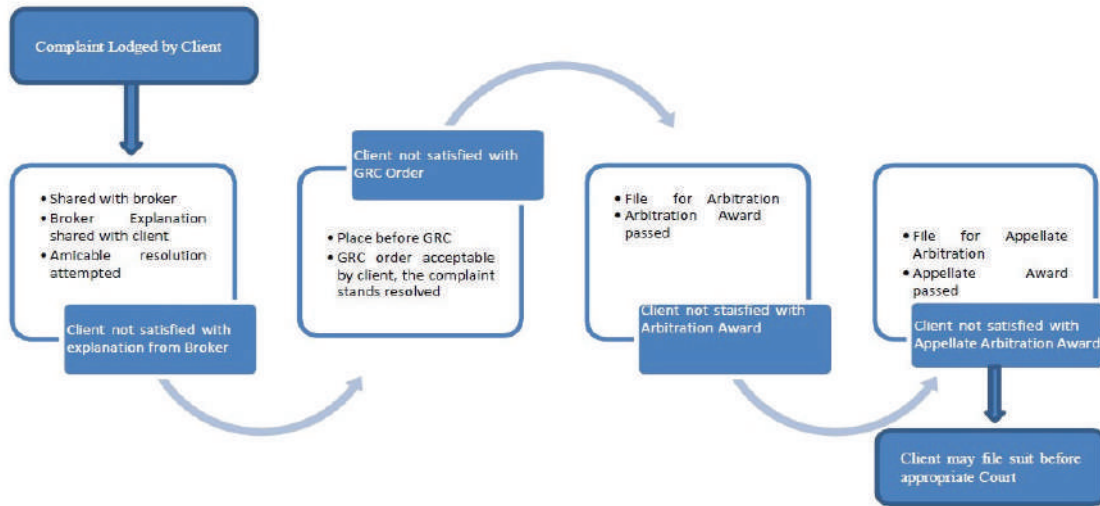 Complaint Lodged by Client
• Shared with broker
• Broker Explanation
shared with client
• Amicable resolution
attempted
Client not satisfied with
explanation from Broker
Client not satisfied with
GRC Order
• Place before GRC
• GRC order acceptable
by client, the complaint
stands resolved
• File for Arbitration
• Arbitration Award
passed
Client not staisfied with
Arbitration Award
• File for Appellate
Arbitration
• Appellate Award
passed
Client not satisfied with
Appellate Arbitration Award
Client may file suit before
appropriate Court